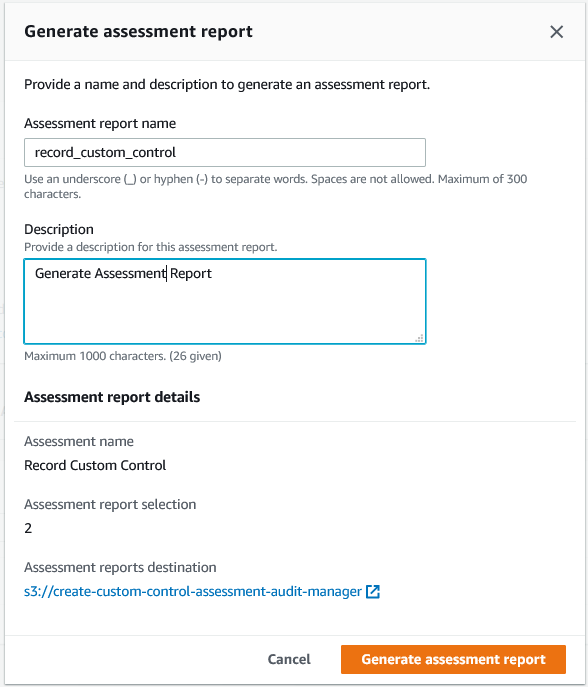 Generate assessment report
Provide a name and description to generate an assessment report.
Assessment report name
record_custom_control
Use an underscore (_) or hyphen (-) to separate words. Spaces are not allowed. Maximum of 300
characters.
Description
Provide a description for this assessment report.
Generate Assessment Report
Maximum 1000 characters. (26 given)
Assessment report details
Assessment name
Record Custom Control
Assessment report selection
2
Assessment reports destination
s3://create-custom-control-assessment-audit-manager
Cancel
Generate assessment report